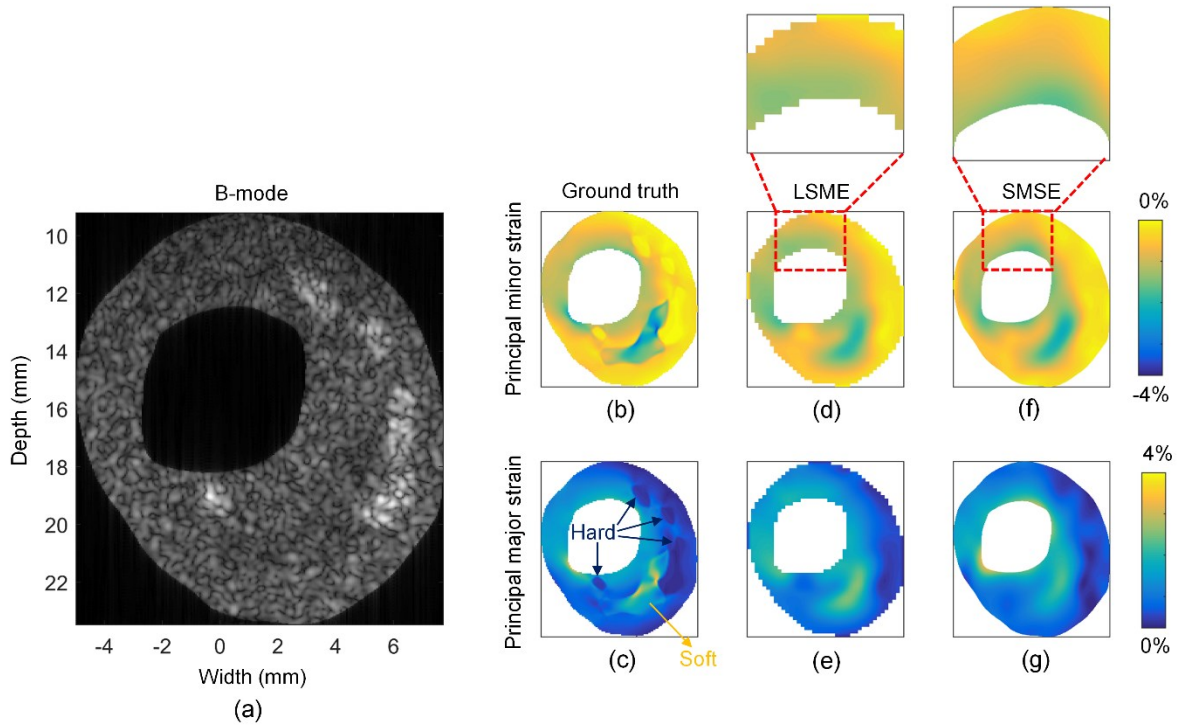 B-mode
10
12
14
16
18
20
22
Depth (mm)
-4 -2 0 2 4 6
Width (mm)
(a)
Ground truth
LSME
SMSE
Principal minor strain
0%
-4%
(b)
(d)
(f)
Principal major strain
Hard
Soft
4%
0%
(c)
(e)
(g)